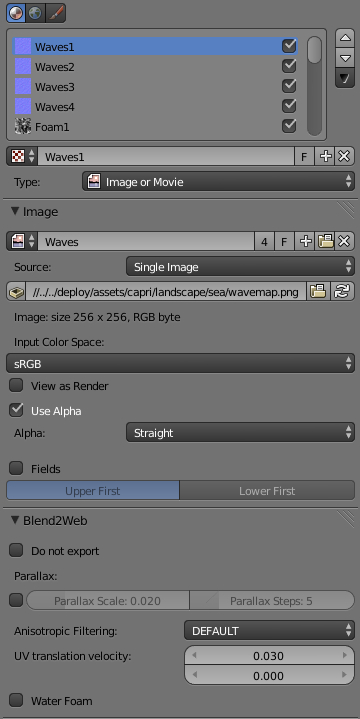 Waves1
Waves2
Waves3
Waves4
Foam1
Waves1 F
Type: Image or Movie
Image
Waves 4 F
Source: Single Image
//../../deploy/assets/capri/landscape/sea/wavemap.png
Image: size 256 x 256, RGB byte
Input Color Space:
sRGB
View as Render
Use Alpha
Alpha: Straight
Fields
Upper First Lower First
Blend2Web
Do not export
Parallax:
Parallax Scale: 0.020 Parallax Steps: 5
Anisotropic Filtering: DEFAULT
UV translation velocity: 0.030
0.000
Water Foam